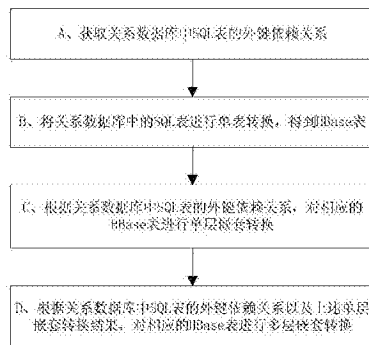 A、获取关系数据库中SQL表的外键依赖关系
B、将关系数据库中的SQL表进行单表转换，得到HBase表
C、根据关系数据库中SQL表的外键依赖关系，对相应的
HBase表进行单层嵌套转换
D、根据关系数据库中SQL表的外键依赖关系以及上述单层
嵌套转换结果，对相应的HBase表进行多层嵌套转换